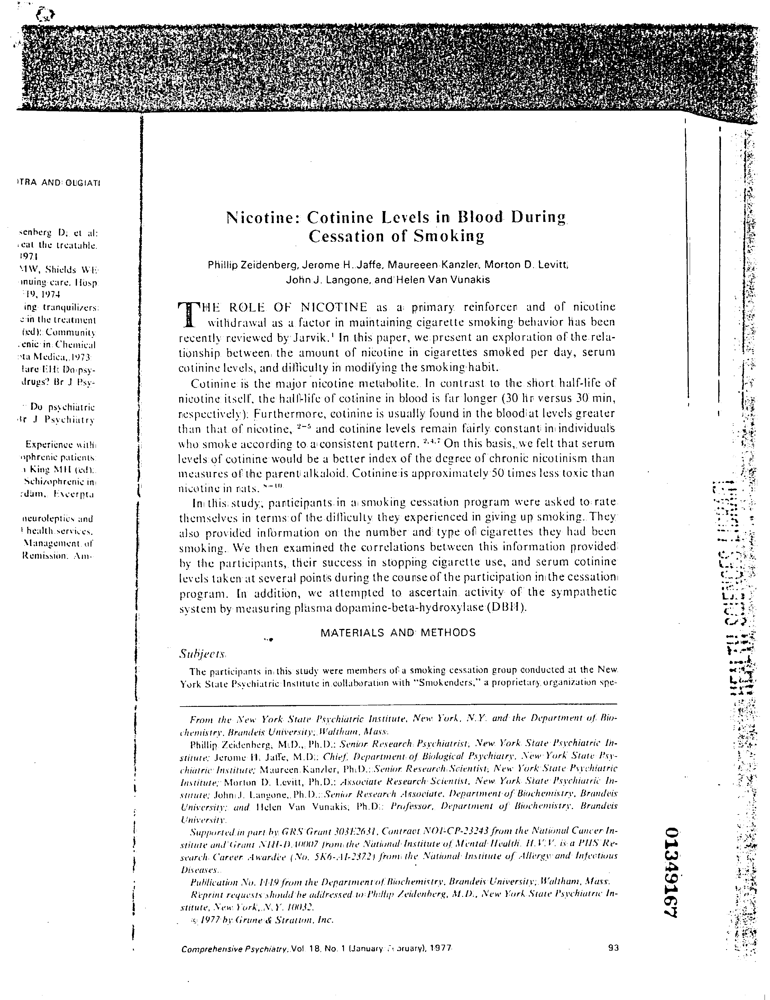 ITRA AND OLGIATI
senberg D; et al:
eat the treatable.
1971
MW, Shields WE:
inuing care. Hosp
19, 1974
ing tranquilizers:
e in the treatment
(ed): Community
enic in Chemical
pta Medica, 1973
lare EH: Do psy-
drugs? Br J Psy-
Do psychiatric
Ir J Psychiatry
Experience with
ophrenic patients
King MH (ed):
Schizophrenic in
rdam, Excerpta
neuroleptics and
health services.
Management of
Remission. Am-
Nicotine: Cotinine Levels in Blood During
Cessation of Smoking
Phillip Zeidenberg, Jerome H. Jaffe, Maureeen Kanzler, Morton D. Levitt,
John J. Langone, and Helen Van Vunakis
THE ROLE OF NICOTINE as a primary reinforcer and of nicotine
withdrawal as a factor in maintaining cigarette smoking behavior has been
recently reviewed by Jarvik.¹ In this paper, we present an exploration of the rela-
tionship between the amount of nicotine in cigarettes smoked per day, serum
cotinine levels, and difficulty in modifying the smoking habit.
Cotinine is the major nicotine metabolite. In contrast to the short half-life of
nicotine itself, the half-life of cotinine in blood is far longer (30 hr versus 30 min,
respectively). Furthermore, cotinine is usually found in the blood at levels greater
than that of nicotine, ²⁻⁵ and cotinine levels remain fairly constant in individuals
who smoke according to a consistent pattern. ²,⁴,⁷ On this basis, we felt that serum
levels of cotinine would be a better index of the degree of chronic nicotinism than
measures of the parent alkaloid. Cotinine is approximately 50 times less toxic than
nicotine in rats. ⁸⁻¹⁰
In this study, participants in a smoking cessation program were asked to rate
themselves in terms of the difficulty they experienced in giving up smoking. They
also provided information on the number and type of cigarettes they had been
smoking. We then examined the correlations between this information provided
by the participants, their success in stopping cigarette use, and serum cotinine
levels taken at several points during the course of the participation in the cessation
program. In addition, we attempted to ascertain activity of the sympathetic
system by measuring plasma dopamine-beta-hydroxylase (DBH).
MATERIALS AND METHODS
Subjects
The participants in this study were members of a smoking cessation group conducted at the New
York State Psychiatric Institute in collaboration with "Smokenders," a proprietary organization spe-
From the New York State Psychiatric Institute, New York, N.Y. and the Department of Bio-
chemistry, Brandeis University, Waltham, Mass.
Phillip Zeidenberg, M.D., Ph.D.: Senior Research Psychiatrist, New York State Psychiatric In-
stitute; Jerome H. Jaffe, M.D.: Chief, Department of Biological Psychiatry, New York State Psy-
chiatric Institute; Maureen Kanzler, Ph.D.: Senior Research Scientist, New York State Psychiatric
Institute; Morton D. Levitt, Ph.D.: Associate Research Scientist, New York State Psychiatric In-
stitute; John J. Langone, Ph.D.: Senior Research Associate, Department of Biochemistry, Brandeis
University; and Helen Van Vunakis, Ph.D.: Professor, Department of Biochemistry, Brandeis
University.
Supported in part by GRS Grant 303E2631, Contract NO1-CP-23243 from the National Cancer In-
stitute and Grant NIH-D.A0007 from the National Institute of Mental Health. H.V.V. is a PHS Re-
search Career Awardee (No. 5K6-AI-2372) from the National Institute of Allergy and Infectious
Diseases.
Publication No. 1119 from the Department of Biochemistry, Brandeis University, Waltham, Mass.
Reprint requests should be addressed to Phillip Zeidenberg, M.D., New York State Psychiatric In-
stitute, New York, N.Y. 10032.
© 1977 by Grune & Stratton, Inc.
Comprehensive Psychiatry, Vol. 18, No. 1 (January  ruary), 1977
93
01349167
HEALTH SCIENCES LIBRARY